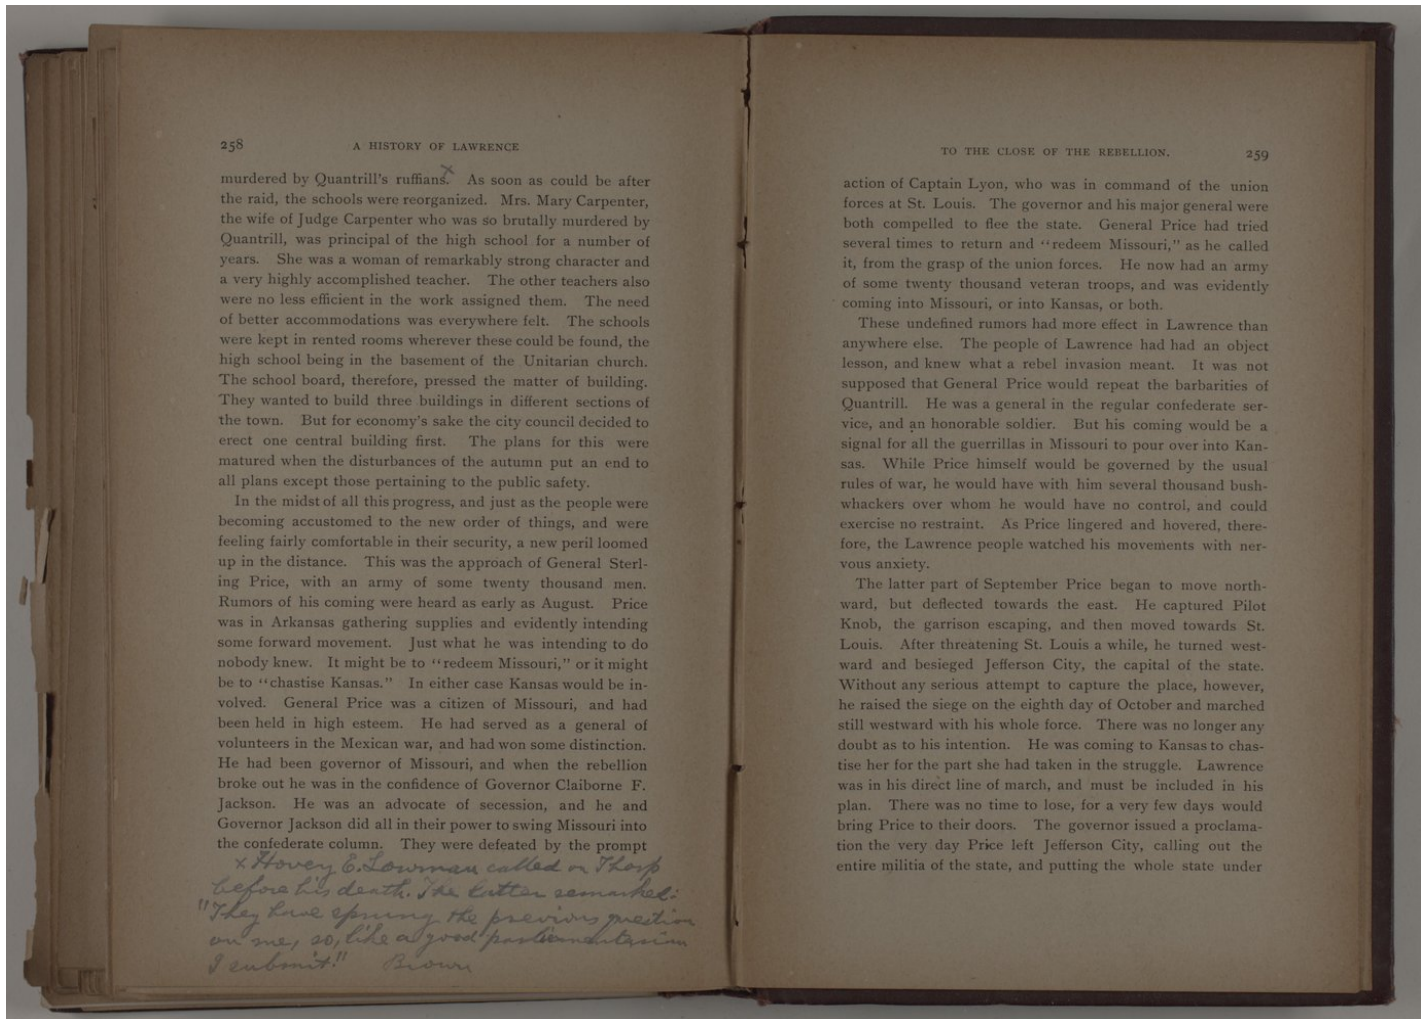 258
A HISTORY OF LAWRENCE
murdered by Quantrill's ruffians.x As soon as could be after
the raid, the schools were reorganized. Mrs. Mary Carpenter,
the wife of Judge Carpenter who was so brutally murdered by
Quantrill, was principal of the high school for a number of
years. She was a woman of remarkably strong character and
a very highly accomplished teacher. The other teachers also
were no less efficient in the work assigned them. The need
of better accommodations was everywhere felt. The schools
were kept in rented rooms wherever these could be found, the
high school being in the basement of the Unitarian church.
The school board, therefore, pressed the matter of building.
They wanted to build three buildings in different sections of
the town. But for economy's sake the city council decided to
erect one central building first. The plans for this were
matured when the disturbances of the autumn put an end to
all plans except those pertaining to the public safety.
In the midst of all this progress, and just as the people were
becoming accustomed to the new order of things, and were
feeling fairly comfortable in their security, a new peril loomed
up in the distance. This was the approach of General Sterl-
ing Price, with an army of some twenty thousand men.
Rumors of his coming were heard as early as August. Price
was in Arkansas gathering supplies and evidently intending
some forward movement. Just what he was intending to do
nobody knew. It might be to "redeem Missouri," or it might
be to "chastise Kansas." In either case Kansas would be in-
volved. General Price was a citizen of Missouri, and had
been held in high esteem. He had served as a general of
volunteers in the Mexican war, and had won some distinction.
He had been governor of Missouri, and when the rebellion
broke out he was in the confidence of Governor Claiborne F.
Jackson. He was an advocate of secession, and he and
Governor Jackson did all in their power to swing Missouri into
the confederate column. They were defeated by the prompt
x Hovey E. Lowman called on Thorp
before his death. The latter remarked:
"They have sprung the previous question
on me, so, like a good parliamentarian
I submit." Brown
TO THE CLOSE OF THE REBELLION.
259
action of Captain Lyon, who was in command of the union
forces at St. Louis. The governor and his major general were
both compelled to flee the state. General Price had tried
several times to return and "redeem Missouri," as he called
it, from the grasp of the union forces. He now had an army
of some twenty thousand veteran troops, and was evidently
coming into Missouri, or into Kansas, or both.
These undefined rumors had more effect in Lawrence than
anywhere else. The people of Lawrence had had an object
lesson, and knew what a rebel invasion meant. It was not
supposed that General Price would repeat the barbarities of
Quantrill. He was a general in the regular confederate ser-
vice, and an honorable soldier. But his coming would be a
signal for all the guerrillas in Missouri to pour over into Kan-
sas. While Price himself would be governed by the usual
rules of war, he would have with him several thousand bush-
whackers over whom he would have no control, and could
exercise no restraint. As Price lingered and hovered, there-
fore, the Lawrence people watched his movements with ner-
vous anxiety.
The latter part of September Price began to move north-
ward, but deflected towards the east. He captured Pilot
Knob, the garrison escaping, and then moved towards St.
Louis. After threatening St. Louis a while, he turned west-
ward and besieged Jefferson City, the capital of the state.
Without any serious attempt to capture the place, however,
he raised the siege on the eighth day of October and marched
still westward with his whole force. There was no longer any
doubt as to his intention. He was coming to Kansas to chas-
tise her for the part she had taken in the struggle. Lawrence
was in his direct line of march, and must be included in his
plan. There was no time to lose, for a very few days would
bring Price to their doors. The governor issued a proclama-
tion the very day Price left Jefferson City, calling out the
entire militia of the state, and putting the whole state under